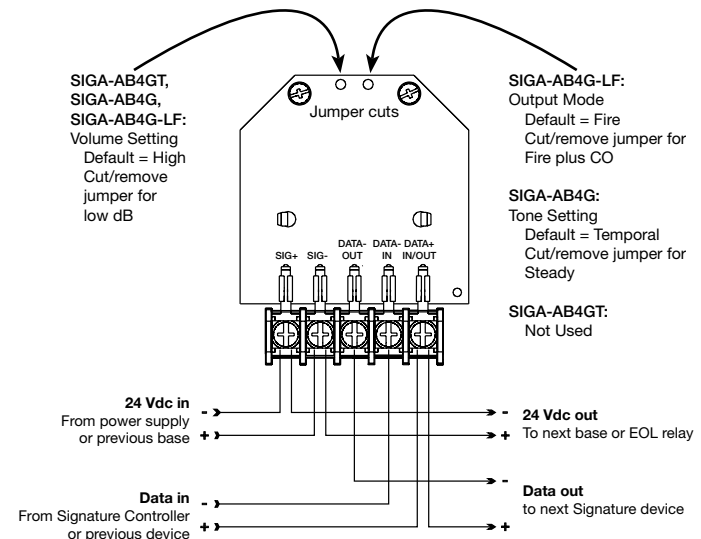 SIGA-AB4GT,
SIGA-AB4G,
SIGA-AB4G-LF:
Volume Setting
Default = High
Cut/remove
jumper for
low dB
Jumper cuts
SIGA-AB4G-LF:
Output Mode
Default = Fire
Cut/remove jumper for
Fire plus CO
SIGA-AB4G:
Tone Setting
Default = Temporal
Cut/remove jumper for
Steady
SIGA-AB4GT:
Not Used
SIG+
SIG-
DATA-
OUT
DATA-
IN
DATA+
IN/OUT
24 Vdc in
From power supply
or previous base
-
+
-
+
24 Vdc out
To next base or EOL relay
Data in
From Signature Controller
or previous device
-
+
-
+
Data out
to next Signature device